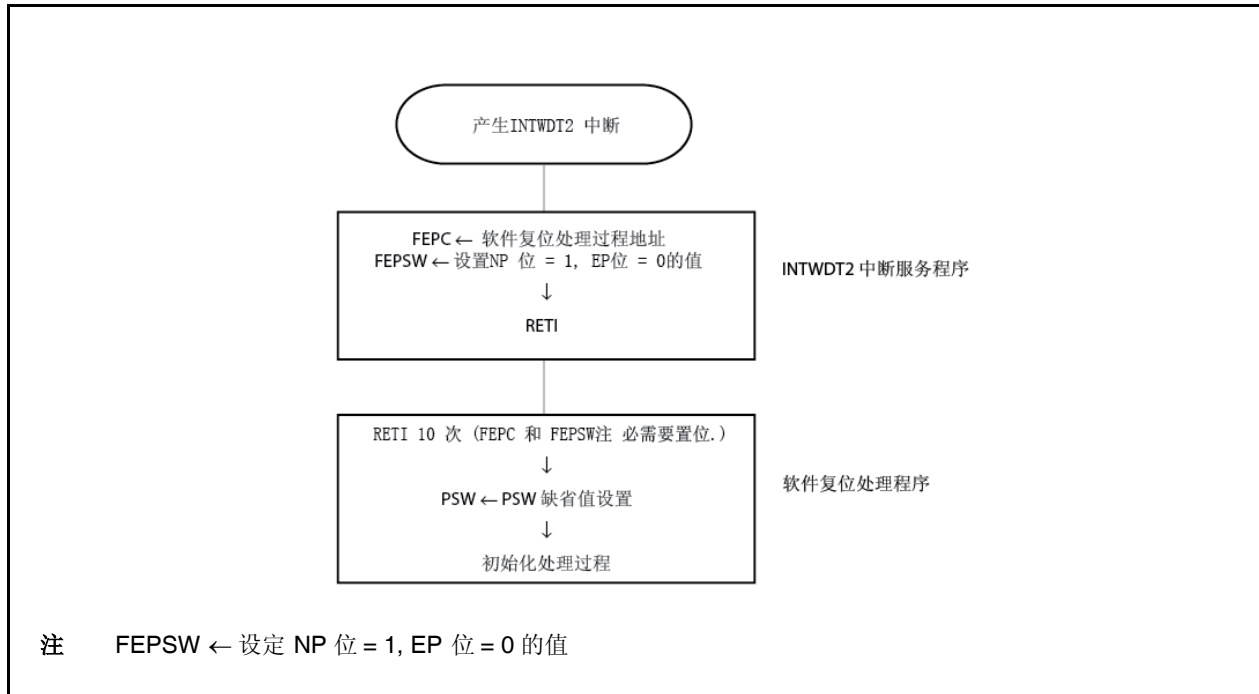 产生INTWDT2 中断
FEPC ← 软件复位处理过程地址
FEPSW ← 设置NP 位 = 1, EP位 = 0的值
↓
RETI
INTWDT2 中断服务程序
RETI 10 次 (FEPC 和 FEPSW注 必需要置位.)
↓
PSW ← PSW 缺省值设置
↓
初始化处理过程
软件复位处理程序
注 FEPSW ← 设定 NP 位 = 1, EP 位 = 0 的值